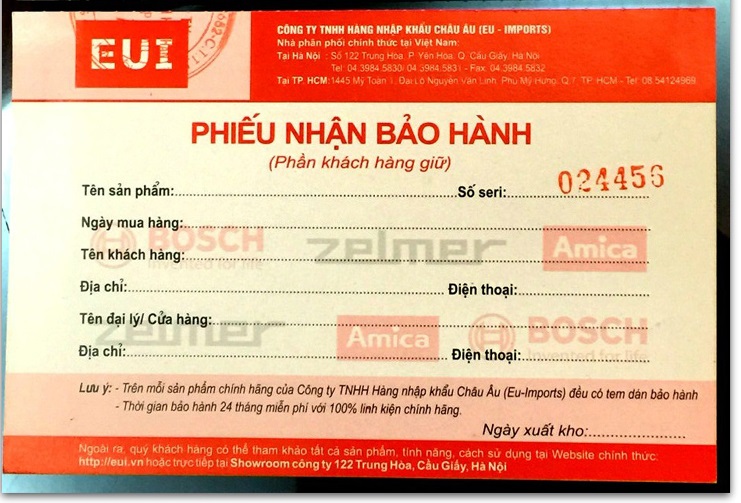 EUI
662-C.T.T
CÔNG TY TNHH HÀNG NHẬP KHẨU CHÂU ÂU (EU - IMPORTS)
Nhà phân phối chính thức tại Việt Nam:
Tại Hà Nội : Số 122 Trung Hòa, P. Yên Hòa, Q. Cầu Giấy, Hà Nội
Tel: 04.3984.5830/ 04.3984.5831 - Fax: 04.3984.5832
Tại TP. HCM:1445 Mỹ Toàn 1, Đại Lộ Nguyễn Văn Linh, Phú Mỹ Hưng, Q.7, TP. HCM - Tel: 08.54124969
PHIẾU NHẬN BẢO HÀNH
(Phần khách hàng giữ)
Tên sản phẩm: Số seri: 024456
Ngày mua hàng:
BOSCH zelmer Amica
Invented for life
Tên khách hàng:
Địa chỉ: Điện thoại:
Tên đại lý/ Cửa hàng:
zelmer Amica BOSCH
Invented for life
Địa chỉ: Điện thoại:
Lưu ý: - Trên mỗi sản phẩm chính hãng của Công ty TNHH Hàng nhập khẩu Châu Âu (Eu-Imports) đều có tem dán bảo hành
- Thời gian bảo hành 24 tháng miễn phí với 100% linh kiện chính hãng.
Ngày xuất kho:
Ngoài ra, quý khách hàng có thể tham khảo tất cả sản phẩm, tính năng, cách sử dụng tại Website chính thức:
http://eui.vn hoặc trực tiếp tại Showroom công ty 122 Trung Hòa, Cầu Giấy, Hà Nội